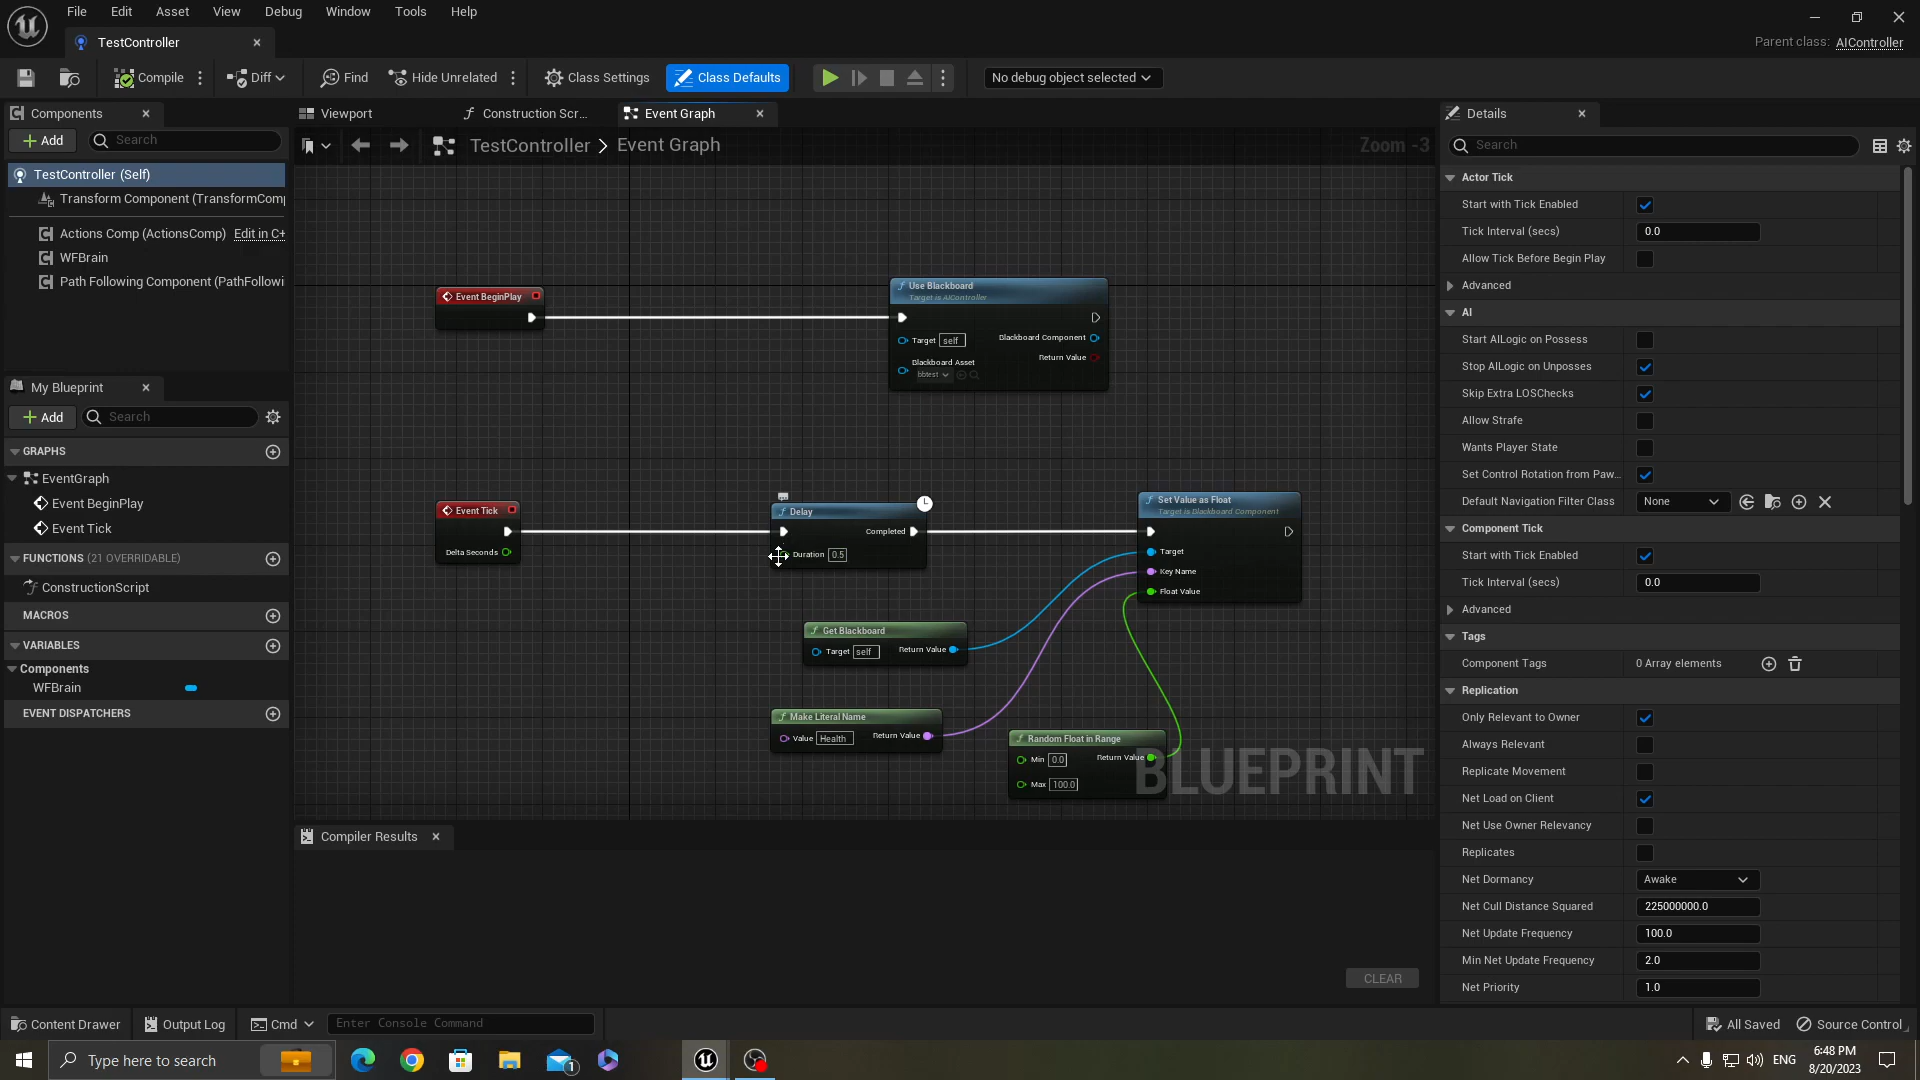 File Edit Asset View Debug Window Tools Help
TestController
Parent class: AIController
Compile Diff Find Hide Unrelated Class Settings Class Defaults No debug object selected
Components
Add Search
TestController (Self)
Transform Component (TransformComp
Actions Comp (ActionsComp) Edit in C+
WFBrain
Path Following Component (PathFollowi
My Blueprint
Add Search
GRAPHS
EventGraph
Event BeginPlay
Event Tick
FUNCTIONS (21 OVERRIDABLE)
ConstructionScript
MACROS
VARIABLES
Components
WFBrain
EVENT DISPATCHERS
Viewport Construction Scr... Event Graph
TestController > Event Graph Zoom -3
Event BeginPlay
Use Blackboard
Target is AIController
Target self
Blackboard Component
Return Value
Blackboard Asset
bbtest
Event Tick
Delta Seconds
Delay
Completed
Duration 0.5
Set Value as Float
Target is Blackboard Component
Target
Key Name
Float Value
Get Blackboard
Target self Return Value
Make Literal Name
Value Health Return Value
Random Float in Range
Min 0.0 Return Value
Max 100.0
BLUEPRINT
Compiler Results
CLEAR
Details
Search
Actor Tick
Start with Tick Enabled
Tick Interval (secs) 0.0
Allow Tick Before Begin Play
Advanced
AI
Start AILogic on Possess
Stop AILogic on Unposses
Skip Extra LOSChecks
Allow Strafe
Wants Player State
Set Control Rotation from Paw...
Default Navigation Filter Class None
Component Tick
Start with Tick Enabled
Tick Interval (secs) 0.0
Advanced
Tags
Component Tags 0 Array elements
Replication
Only Relevant to Owner
Always Relevant
Replicate Movement
Net Load on Client
Net Use Owner Relevancy
Replicates
Net Dormancy Awake
Net Cull Distance Squared 225000000.0
Net Update Frequency 100.0
Min Net Update Frequency 2.0
Net Priority 1.0
Content Drawer Output Log Cmd Enter Console Command All Saved Source Control
Type here to search 1 ENG 6:48 PM
8/20/2023